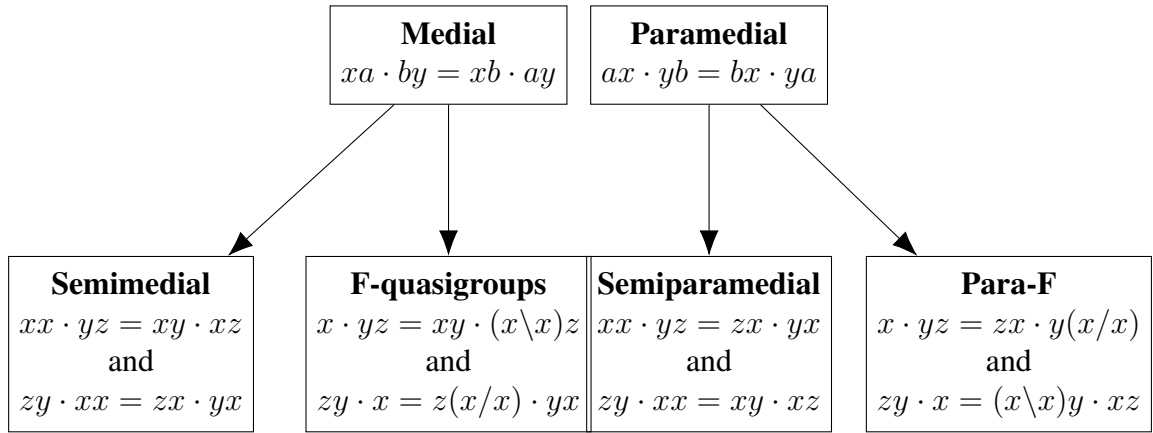 Medial
xa · by = xb · ay
Paramedial
ax · yb = bx · ya
Semimedial
xx · yz = xy · xz
and
zy · xx = zx · yx
F-quasigroups
x · yz = xy · (x\x)z
and
zy · x = z(x/x) · yx
Semiparamedial
xx · yz = zx · yx
and
zy · xx = xy · xz
Para-F
x · yz = zx · y(x/x)
and
zy · x = (x\x)y · xz